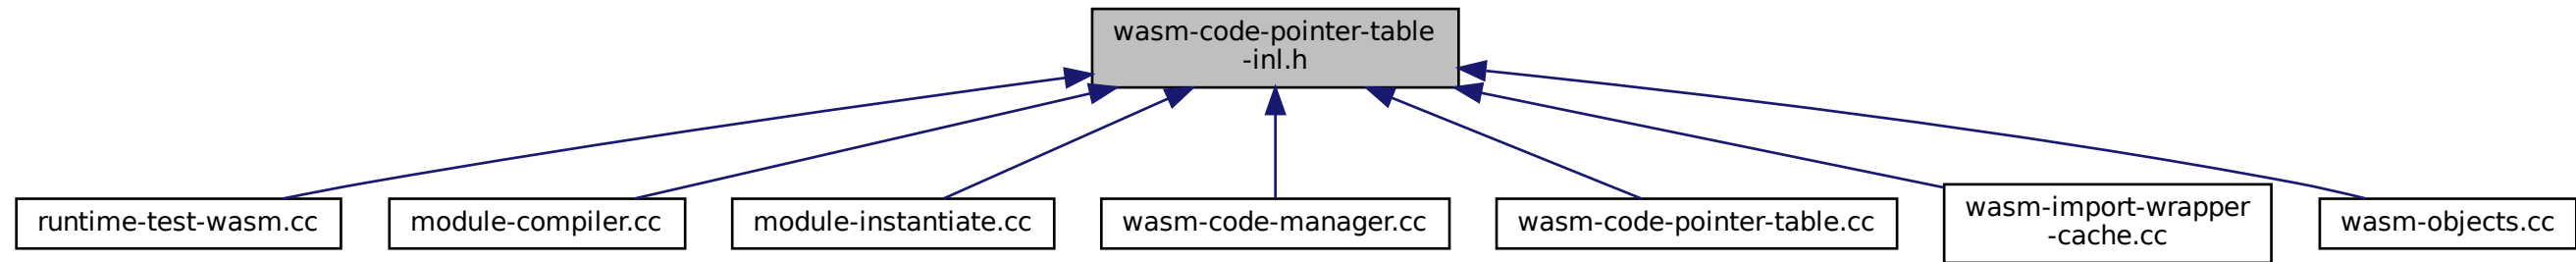 wasm-code-pointer-table
-inl.h
runtime-test-wasm.cc
module-compiler.cc
module-instantiate.cc
wasm-code-manager.cc
wasm-code-pointer-table.cc
wasm-import-wrapper
-cache.cc
wasm-objects.cc